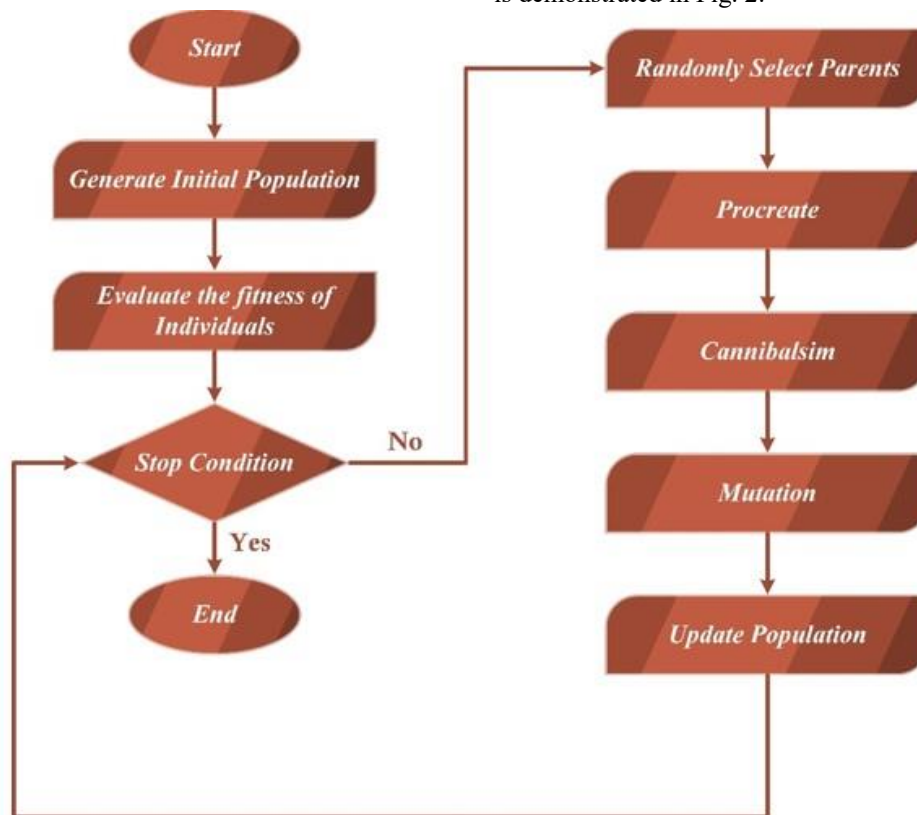 is demonstrated in Fig. 2.
Start
Generate Initial Population
Evaluate the fitness of
Individuals
Stop Condition
No
Yes
End
Randomly Select Parents
Procreate
Cannibalsim
Mutation
Update Population